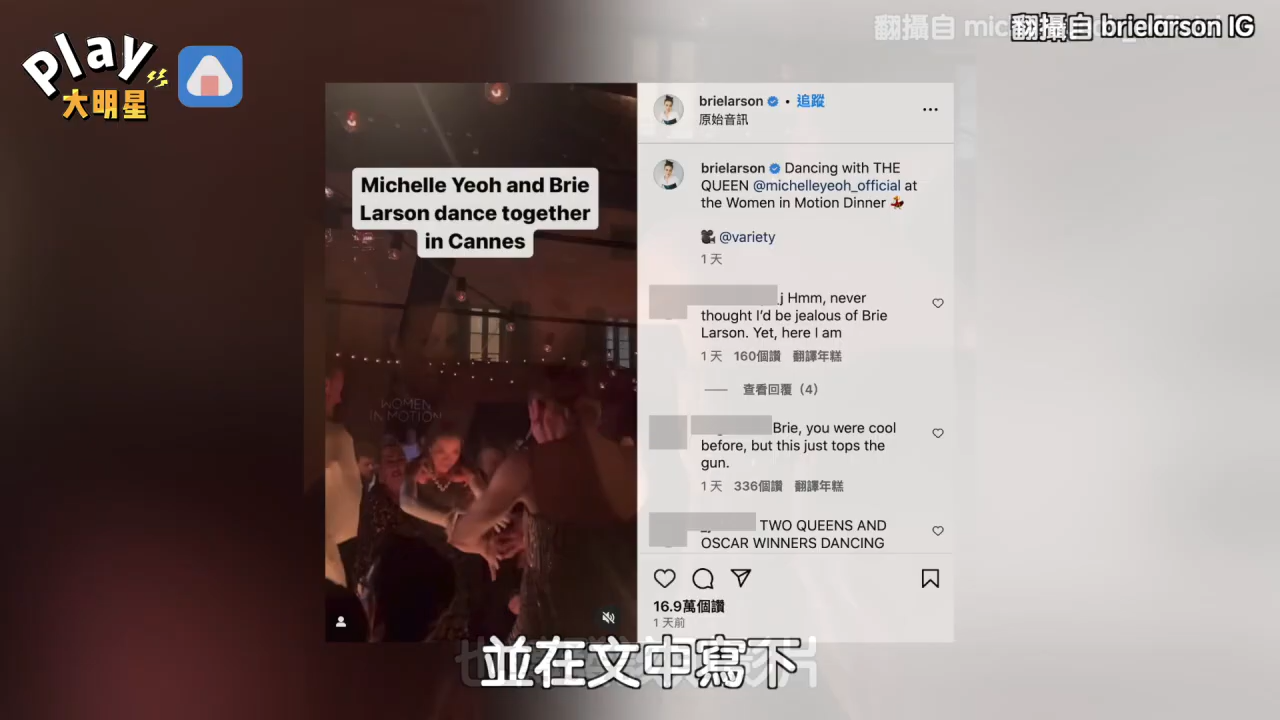 Play
大明星
翻攝自 mic
翻攝自 brielarson IG
Michelle Yeoh and Brie
Larson dance together
in Cannes
WOMEN
IN MOTION
brielarson • 追蹤
原始音訊
brielarson Dancing with THE
QUEEN @michelleyeoh_official at
the Women in Motion Dinner
@variety
1 天
j Hmm, never
thought I'd be jealous of Brie
Larson. Yet, here I am
1 天 160個讚 翻譯年糕
查看回覆（4）
Brie, you were cool
before, but this just tops the
gun.
1 天 336個讚 翻譯年糕
TWO QUEENS AND
OSCAR WINNERS DANCING
16.9萬個讚
1 天前
並在文中寫下